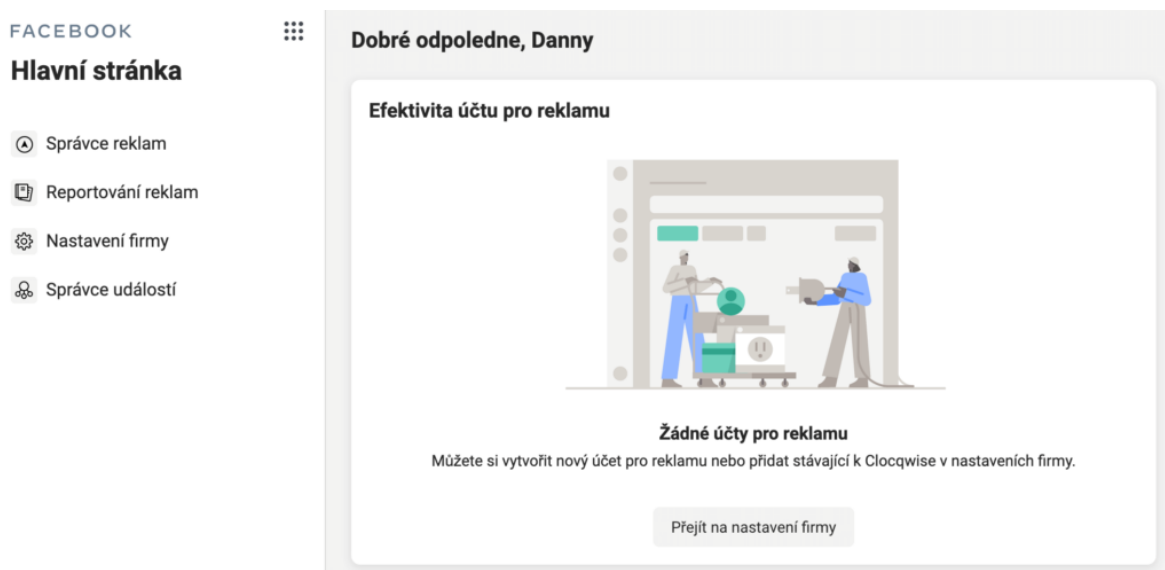 FACEBOOK
Hlavní stránka
Správce reklam
Reportování reklam
Nastavení firmy
Správce událostí
Dobré odpoledne, Danny
Efektivita účtu pro reklamu
Žádné účty pro reklamu
Můžete si vytvořit nový účet pro reklamu nebo přidat stávající k Clocqwise v nastaveních firmy.
Přejít na nastavení firmy